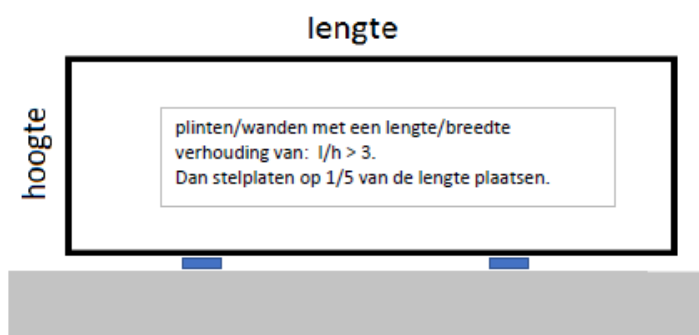 lengte
hoogte
plinten/wanden met een lengte/breedte
verhouding van:  l/h > 3.
Dan stelplaten op 1/5 van de lengte plaatsen.